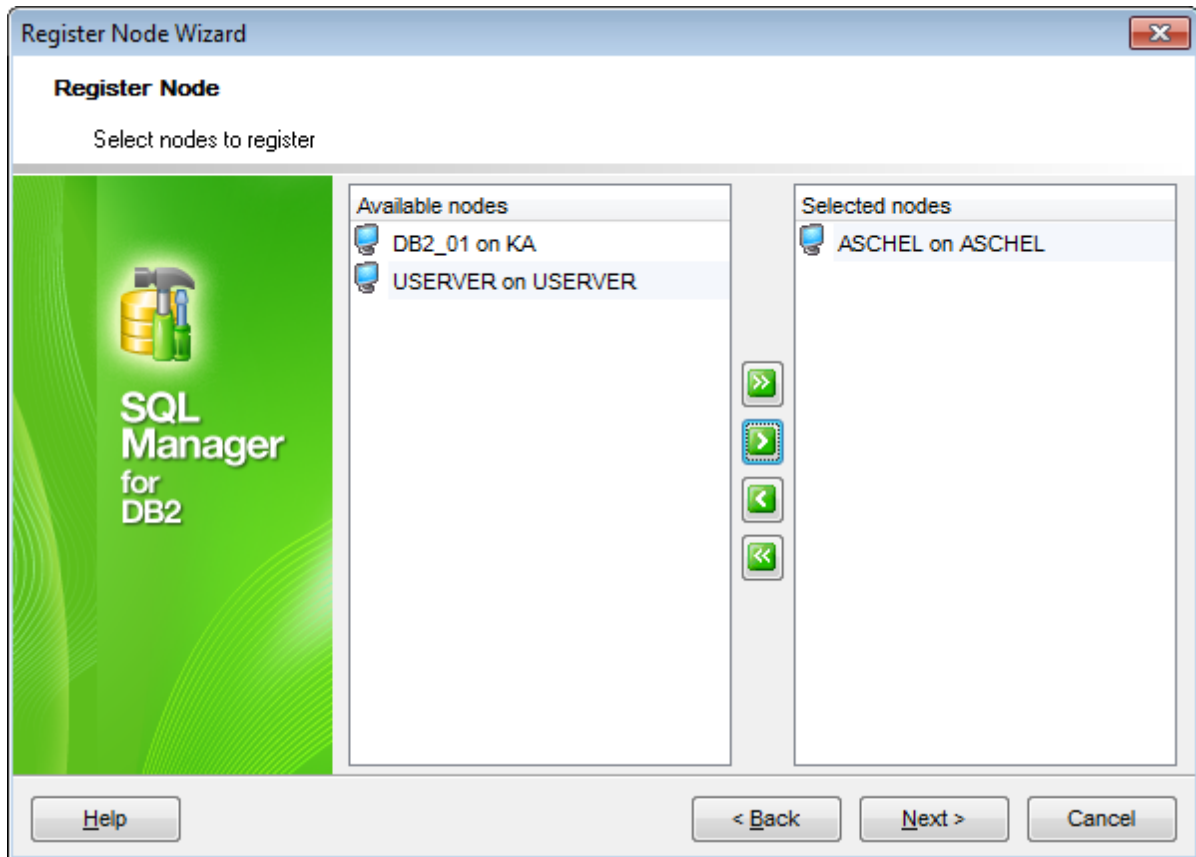 Register Node Wizard
Register Node
Select nodes to register
SQL
Manager
for
DB2
Available nodes
DB2_01 on KA
USERVER on USERVER
Selected nodes
ASCHEL on ASCHEL
Help
< Back
Next >
Cancel